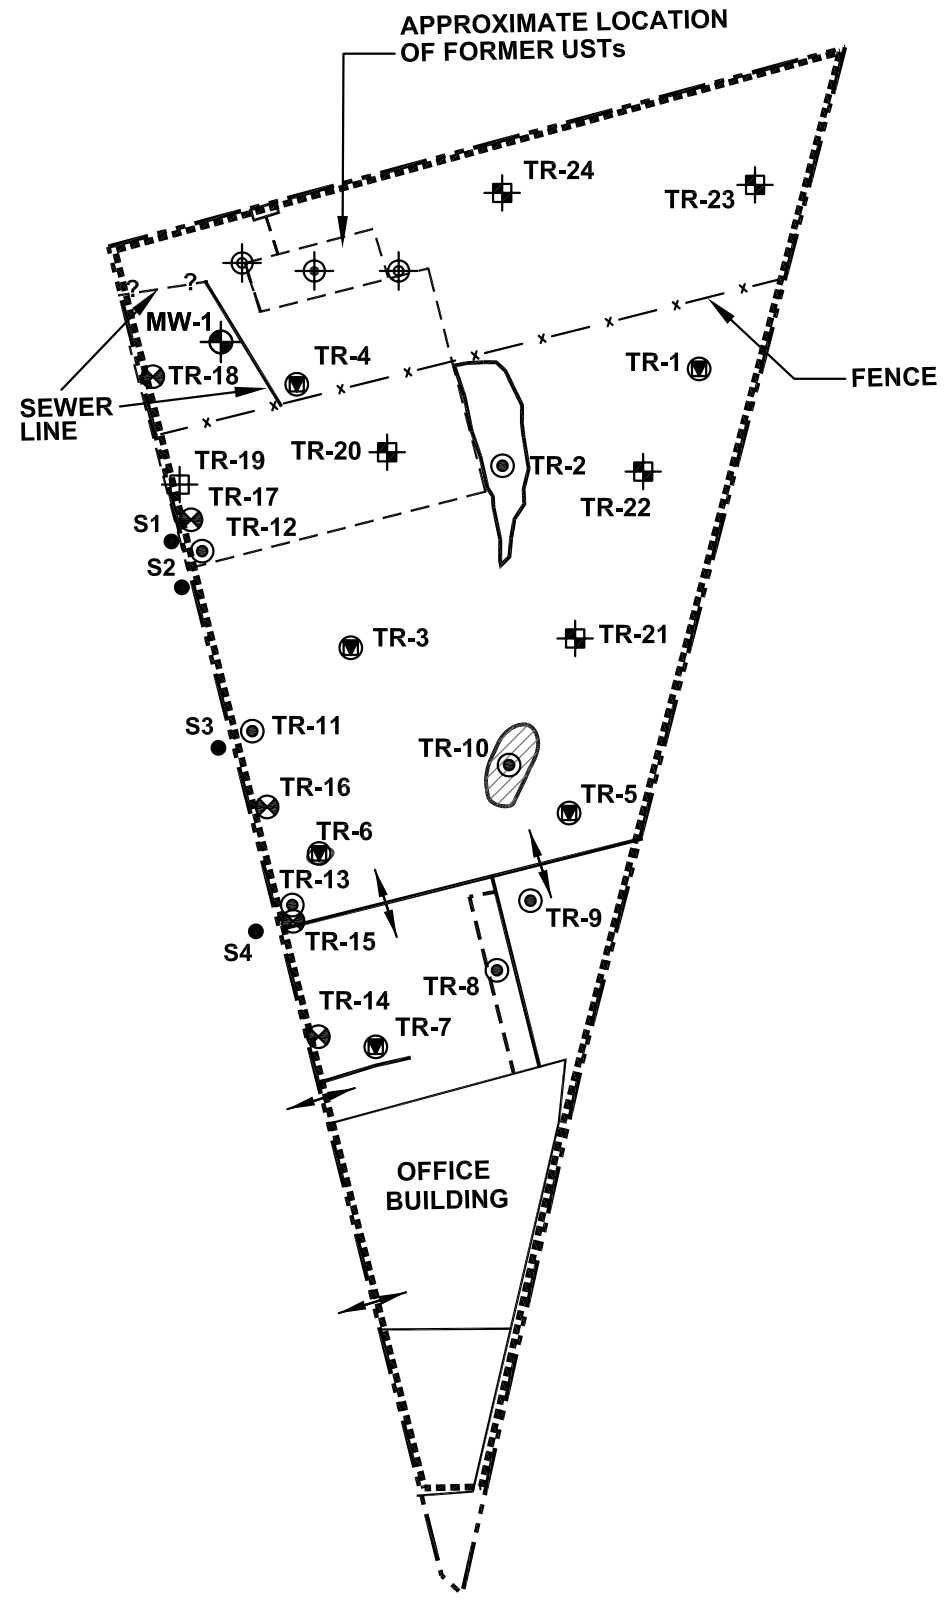 APPROXIMATE LOCATION
OF FORMER USTs
TR-24
TR-23
? ?
MW-1
TR-4
TR-1
TR-18
FENCE
SEWER
LINE
TR-20
TR-19
TR-2
TR-22
TR-17
S1
TR-12
S2
TR-3
TR-21
S3
TR-11
TR-10
TR-16
TR-5
TR-6
TR-13
TR-9
TR-15
S4
TR-8
TR-14
TR-7
OFFICE
BUILDING